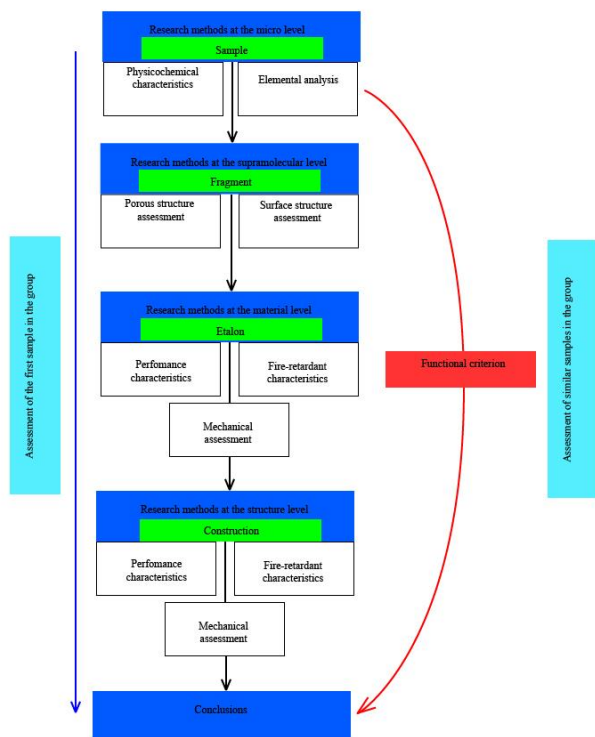 Research methods at the micro level
Sample
Physicochemical
characteristics
Elemental analysis
Research methods at the supramolecular level
Fragment
Porous structure
assessment
Surface structure
assessment
Assessment of the first sample in the group
Research methods at the material level
Etalon
Perfomance
characteristics
Fire-retardant
characteristics
Mechanical
assessment
Functional criterion
Assessment of similar samples in the group
Research methods at the structure level
Construction
Perfomance
characteristics
Fire-retardant
characteristics
Mechanical
assessment
Conclusions